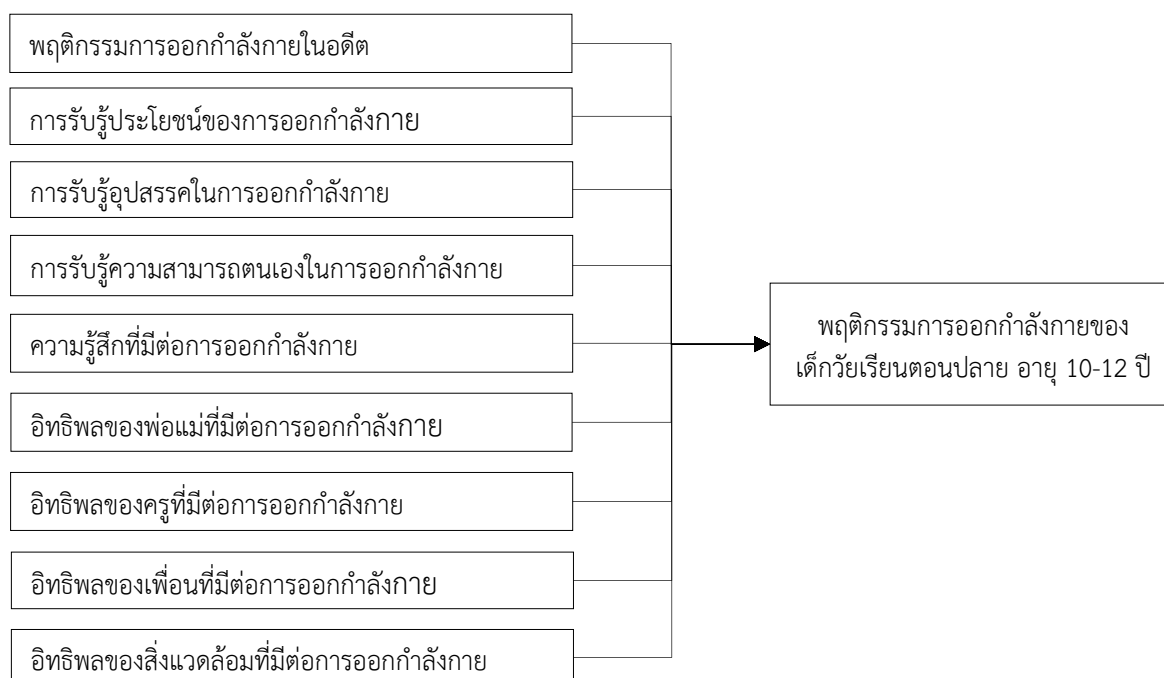 พฤติกรรมการออกกำลังกายในอดีต
การรับรู้ประโยชน์ของการออกกำลังกาย
การรับรู้อุปสรรคในการออกกำลังกาย
การรับรู้ความสามารถตนเองในการออกกำลังกาย
ความรู้สึกที่มีต่อการออกกำลังกาย
อิทธิพลของพ่อแม่ที่มีต่อการออกกำลังกาย
อิทธิพลของครูที่มีต่อการออกกำลังกาย
อิทธิพลของเพื่อนที่มีต่อการออกกำลังกาย
อิทธิพลของสิ่งแวดล้อมที่มีต่อการออกกำลังกาย
พฤติกรรมการออกกำลังกายของ
เด็กวัยเรียนตอนปลาย อายุ 10-12 ปี